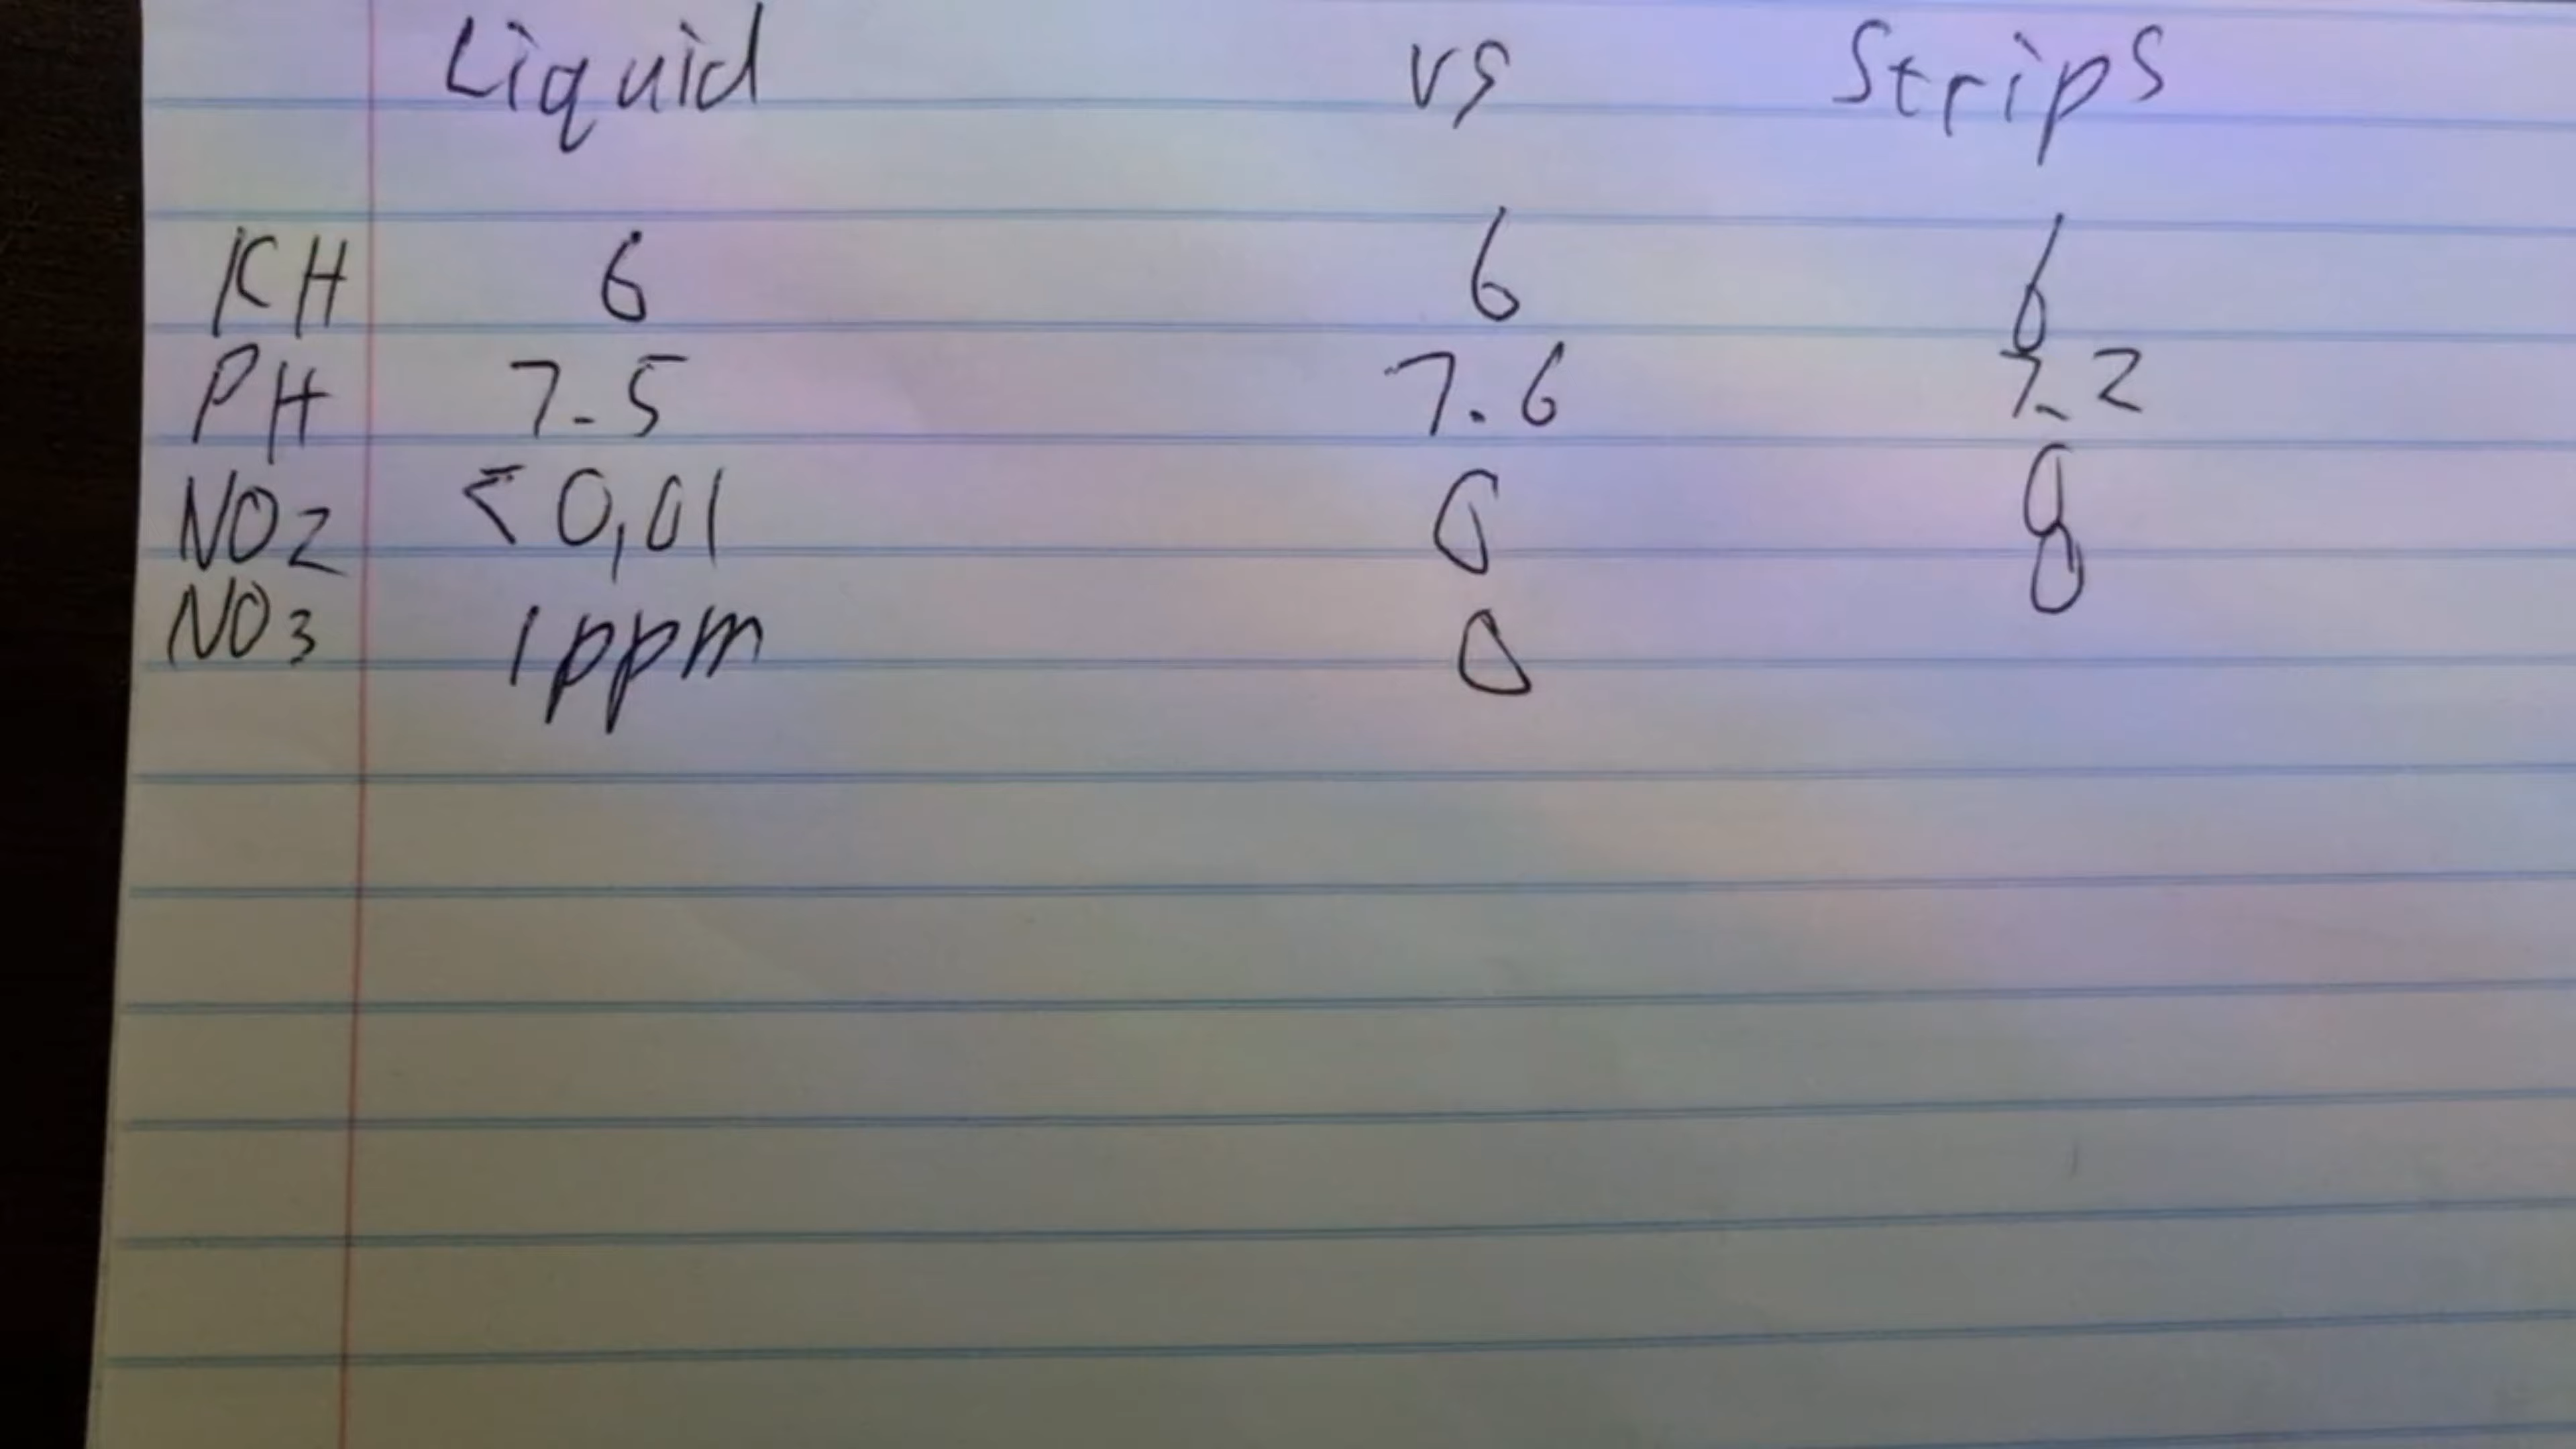 Liquid vs Strips
KH 6 6 6
PH 7.5 7.6 7.2
NO2 ≤0,01 0 0
NO3 1ppm 0 0